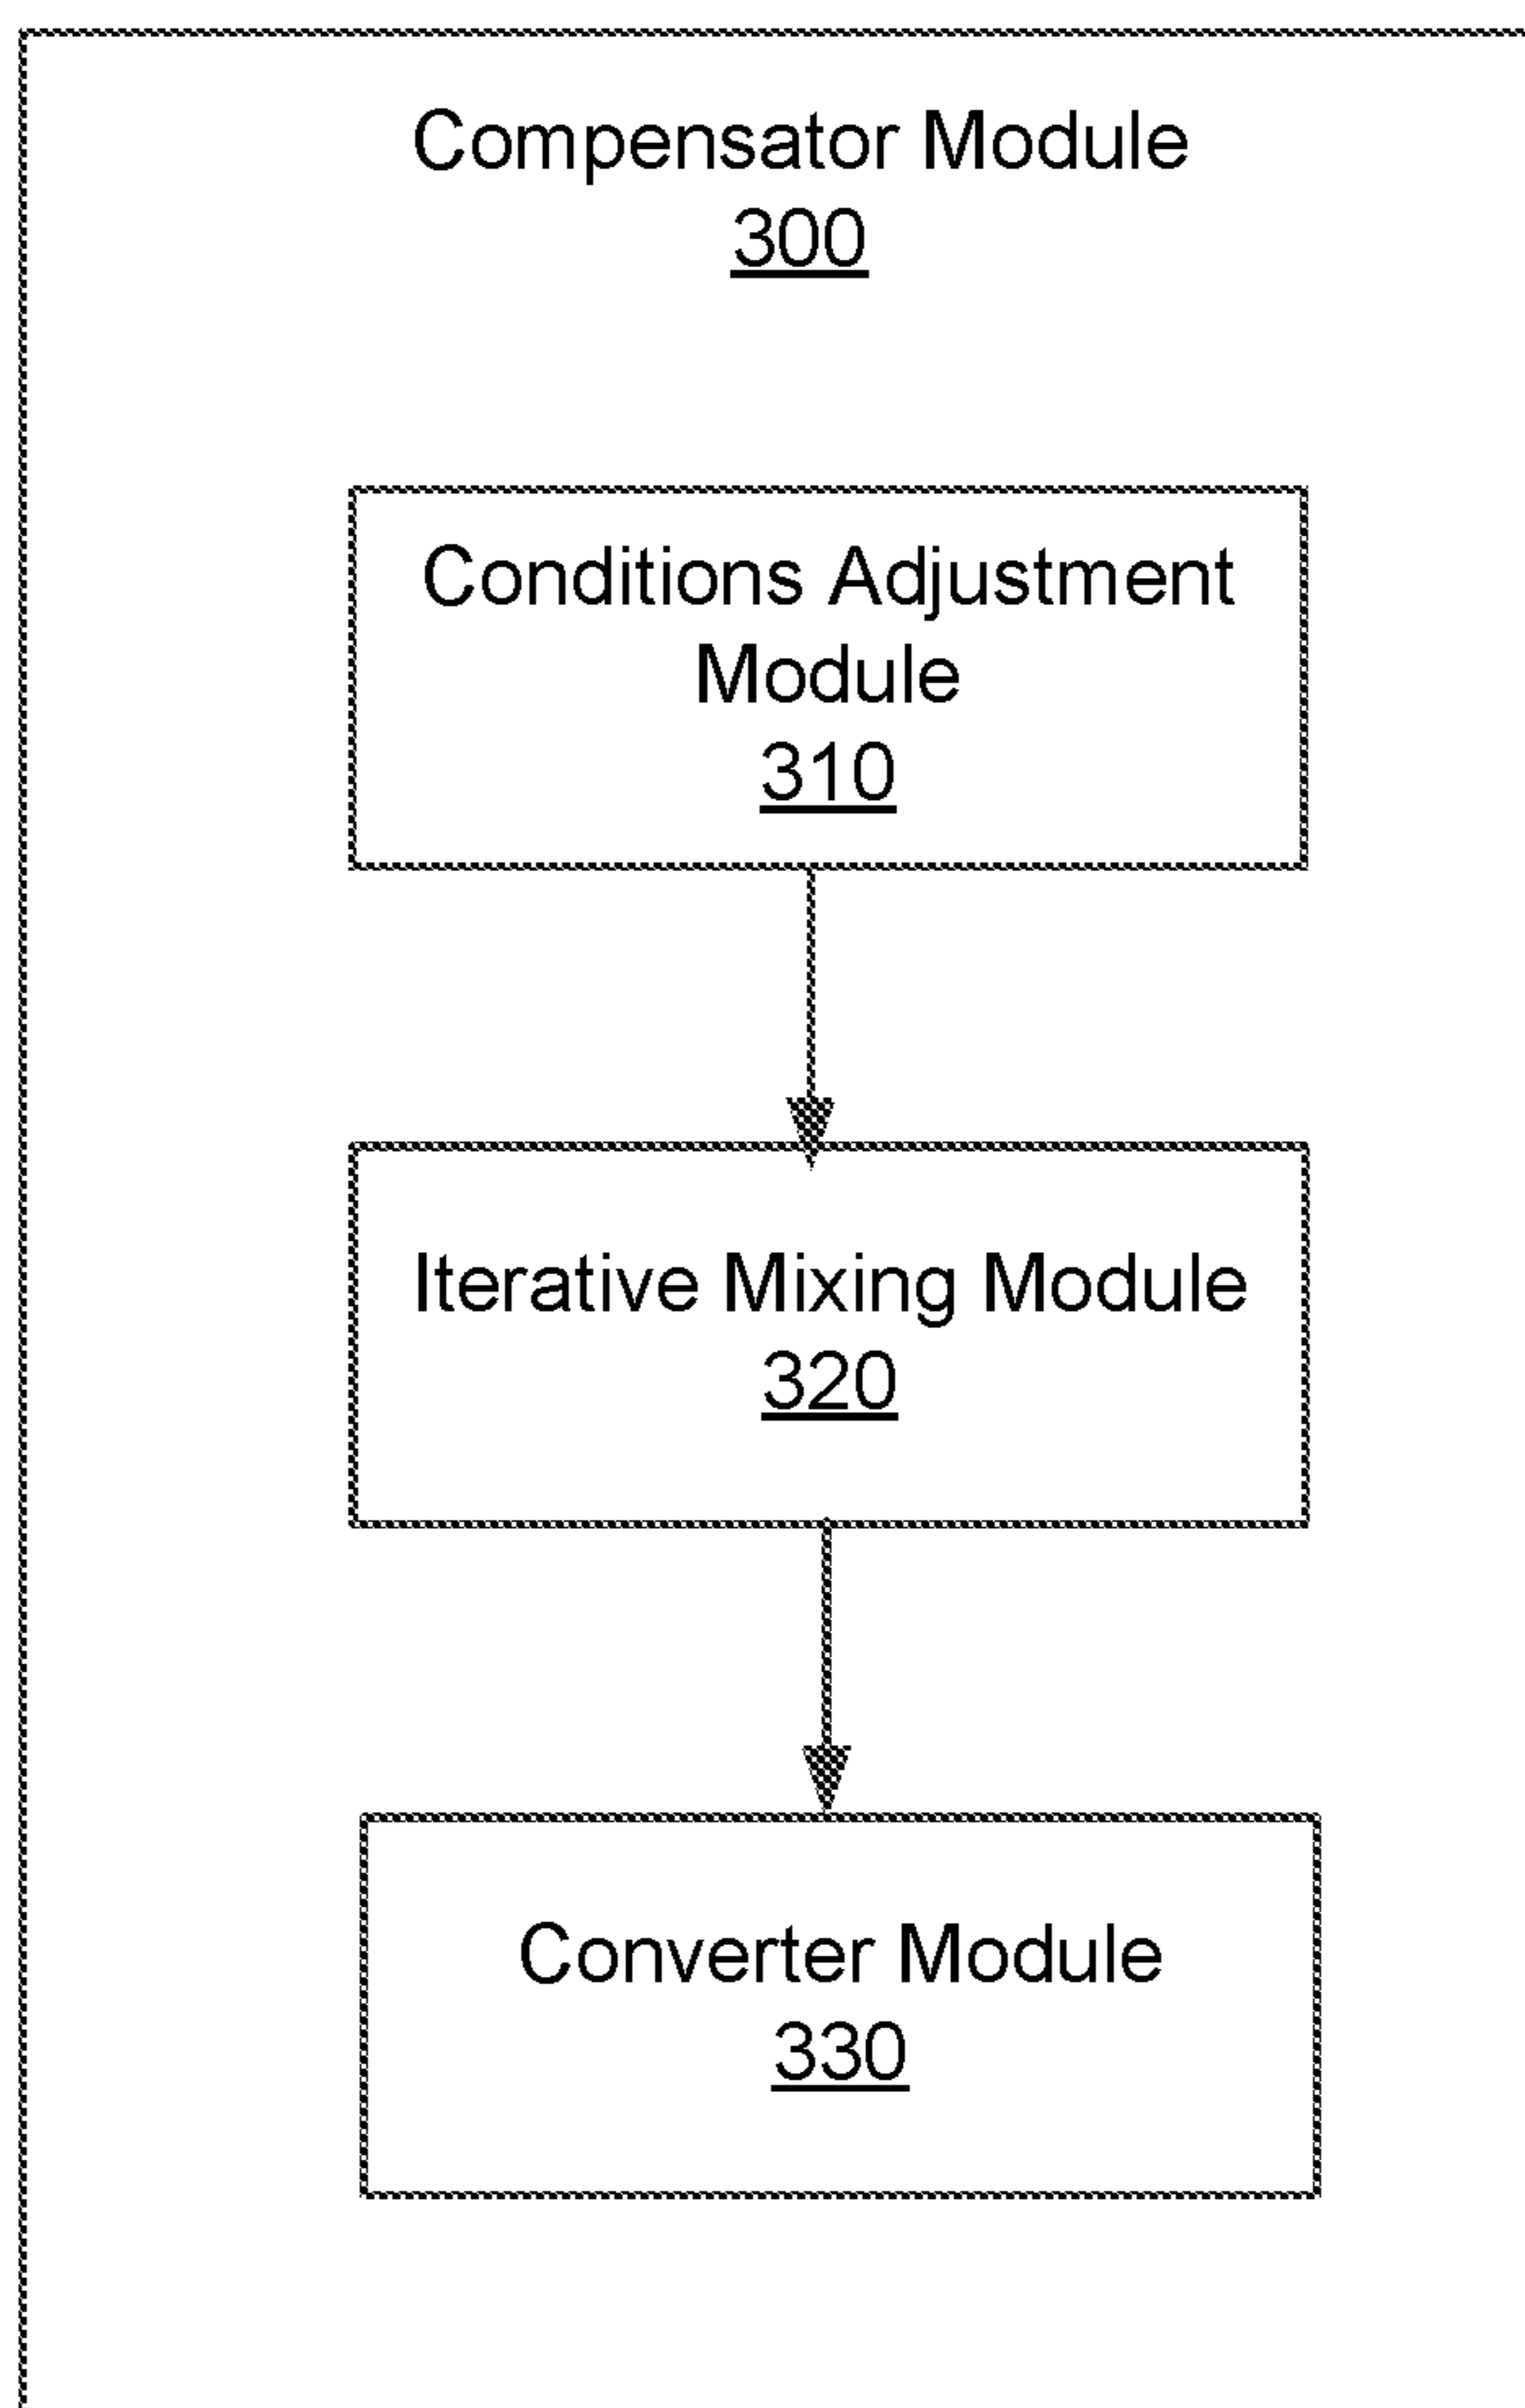 Compensator Module
300
Conditions Adjustment
Module
310
Iterative Mixing Module
320
Converter Module
330